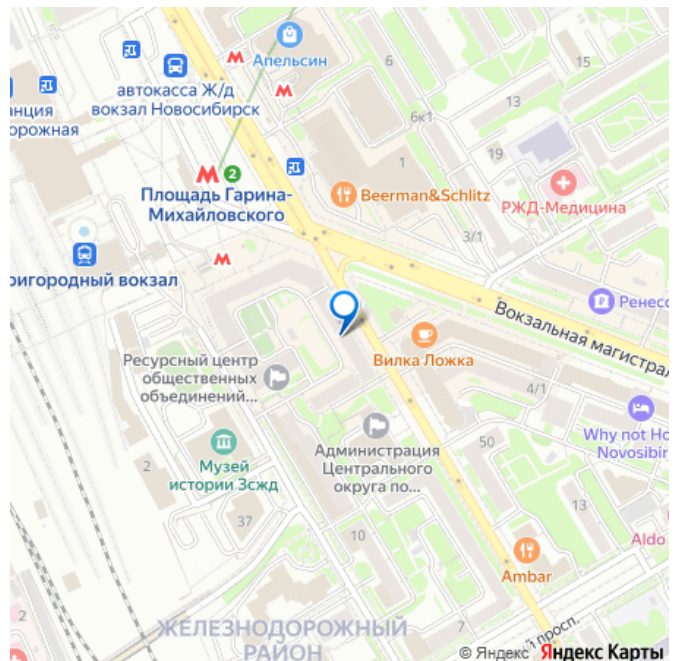 Апельсин
6
15
автокасса Ж/д
вокзал Новосибирск
13
анция
орожная
6к1
19
1
2
Площадь Гарина-
Михайловского
Beerman&Schlitz
РЖД-Медицина
3/1
ригородный вокзал
Ренесс
Вокзальная магистрал
Вилка Ложка
Ресурсный центр
общественных
объединений...
4/1
Why not Ho
Novosibir
50
Администрация
Центрального
округа по...
Музей
истории Зсжд
2
13
37
10
Aldo
Ambar
ЖЕЛЕЗНОДОРОЖНЫЙ
РАЙОН
7
2
й просп.
© Яндекс Яндекс Карты